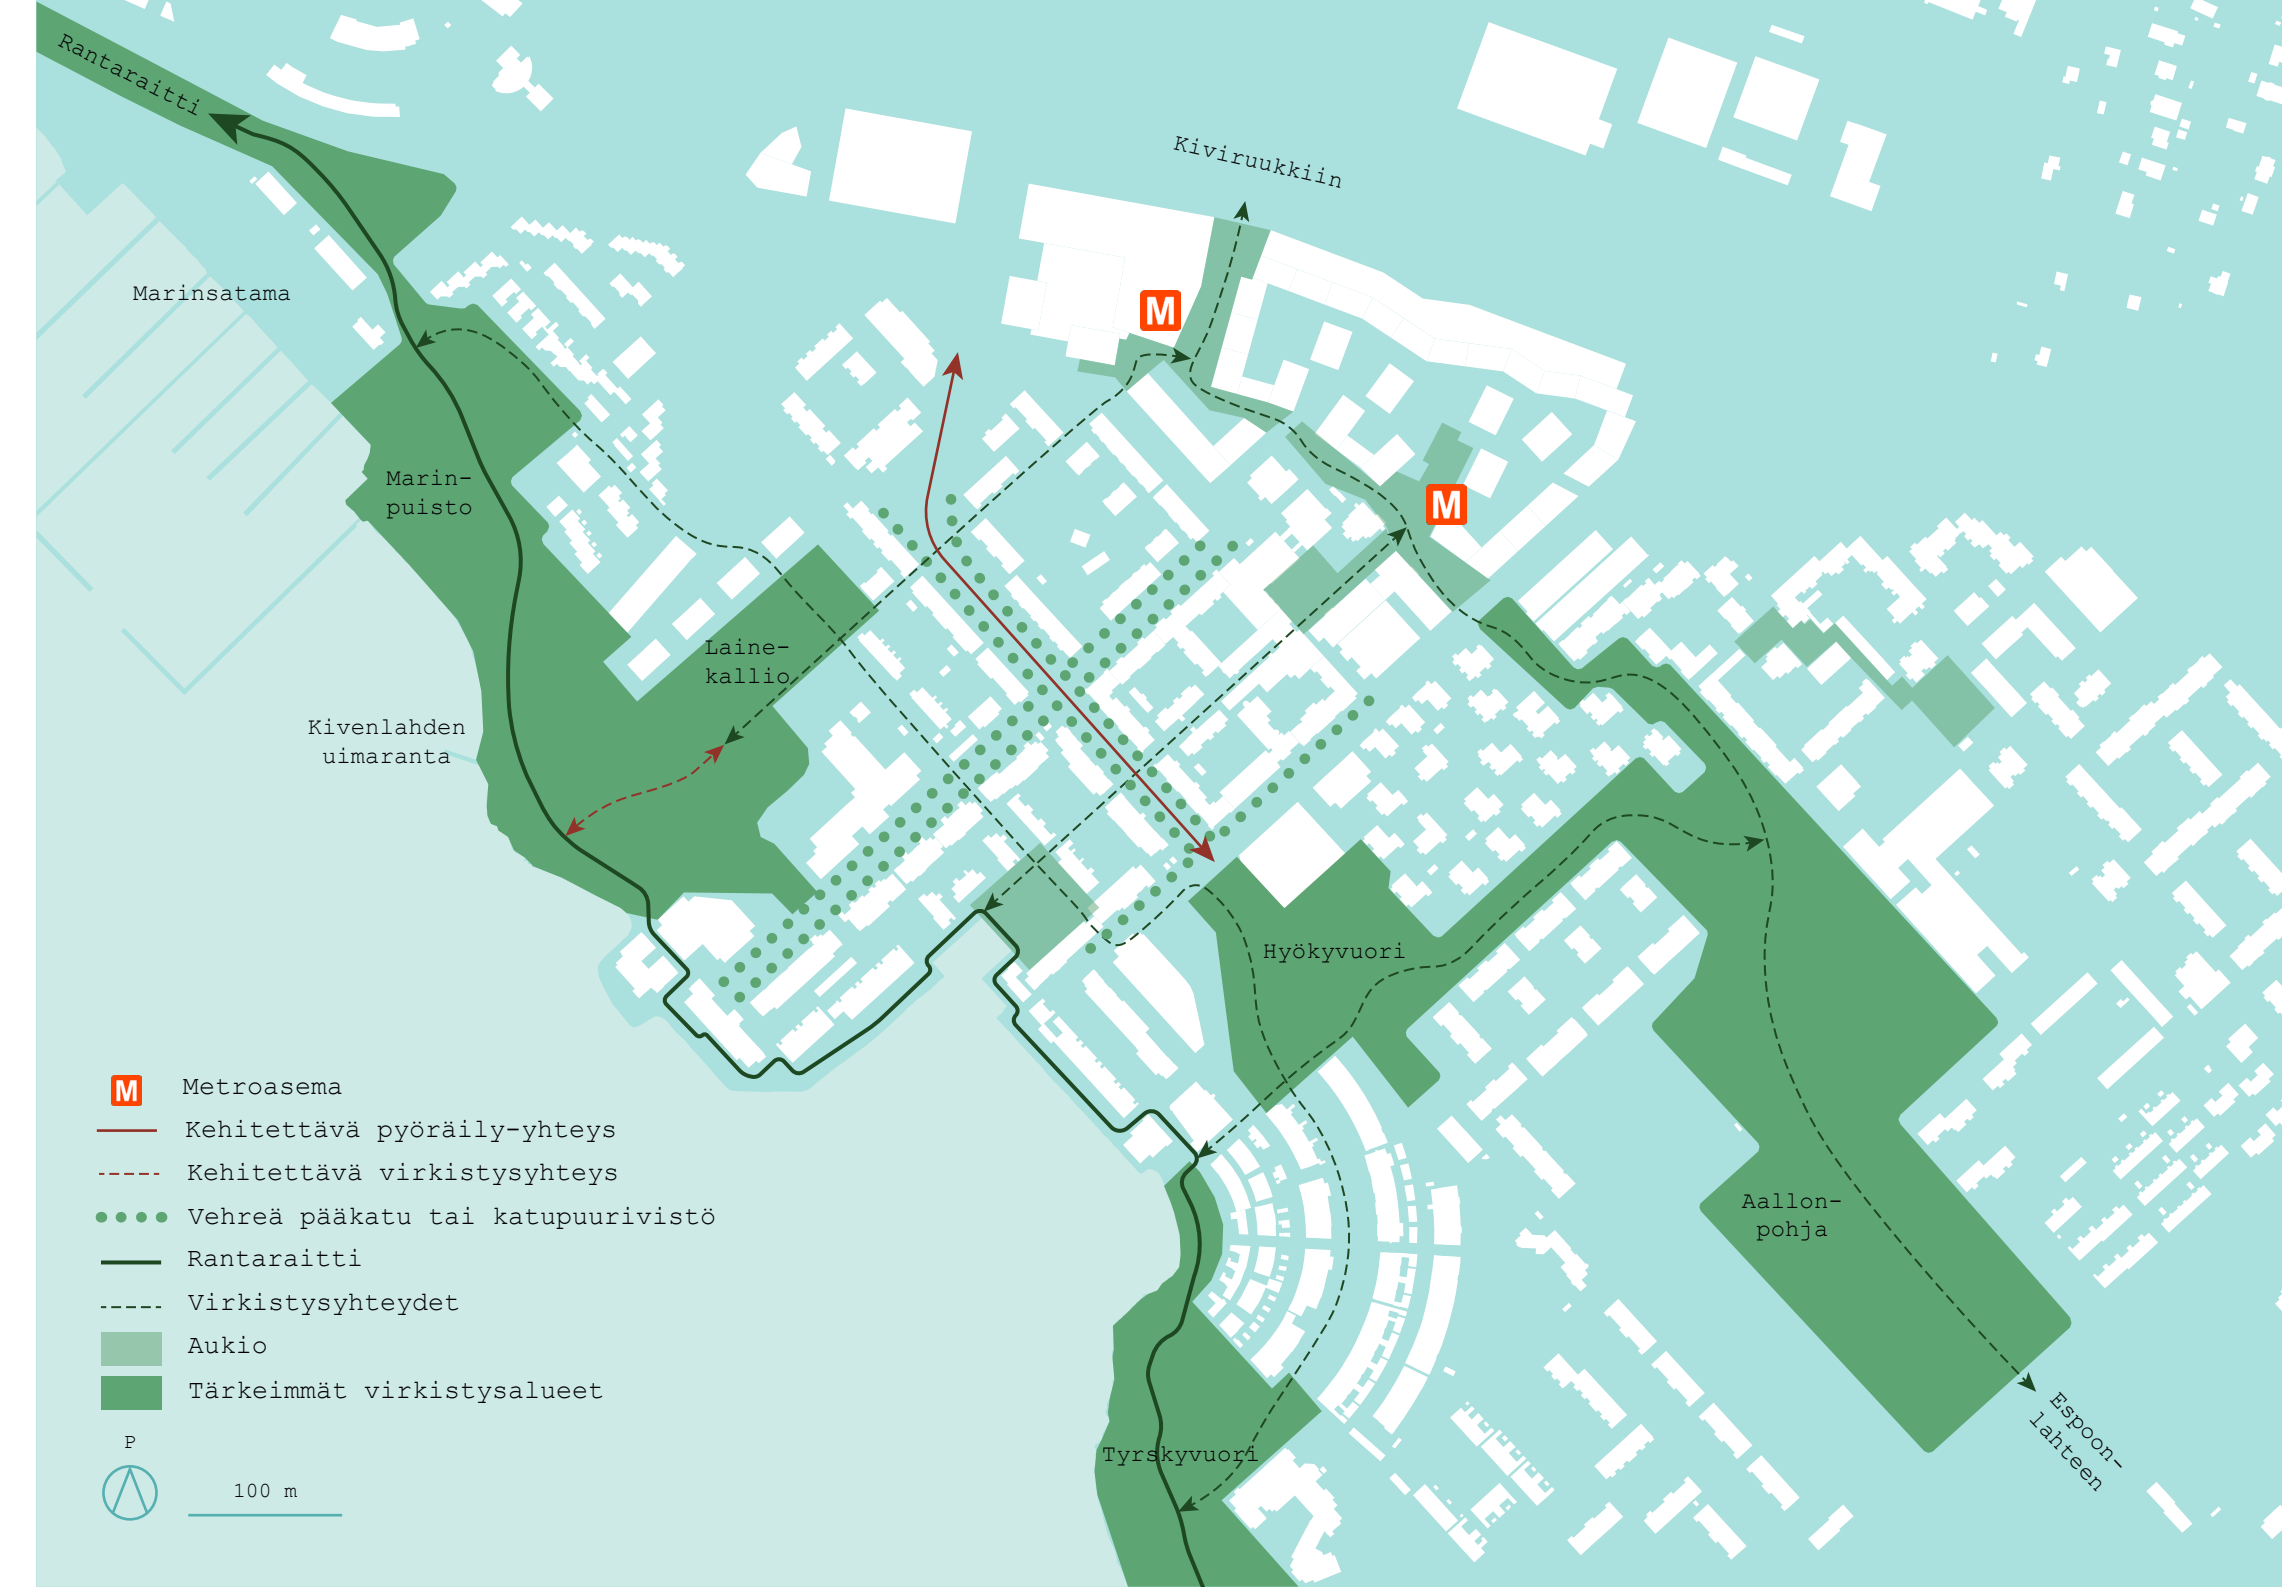 Rantaraitti
Kiviruukkiin
M
Marinsatama
Marin-
puisto
M
Laine-
kallio
Kivenlahden
uimaranta
Hyökyvuori
Aallon-
pohja
Tyrskyvuori
Espoon-
lahteen
M Metroasema
Kehitettävä pyöräily-yhteys
Kehitettävä virkistysyhteys
Vehreä pääkatu tai katupuurivistö
Rantaraitti
Virkistysyhteydet
Aukio
Tärkeimmät virkistysalueet
P
100 m